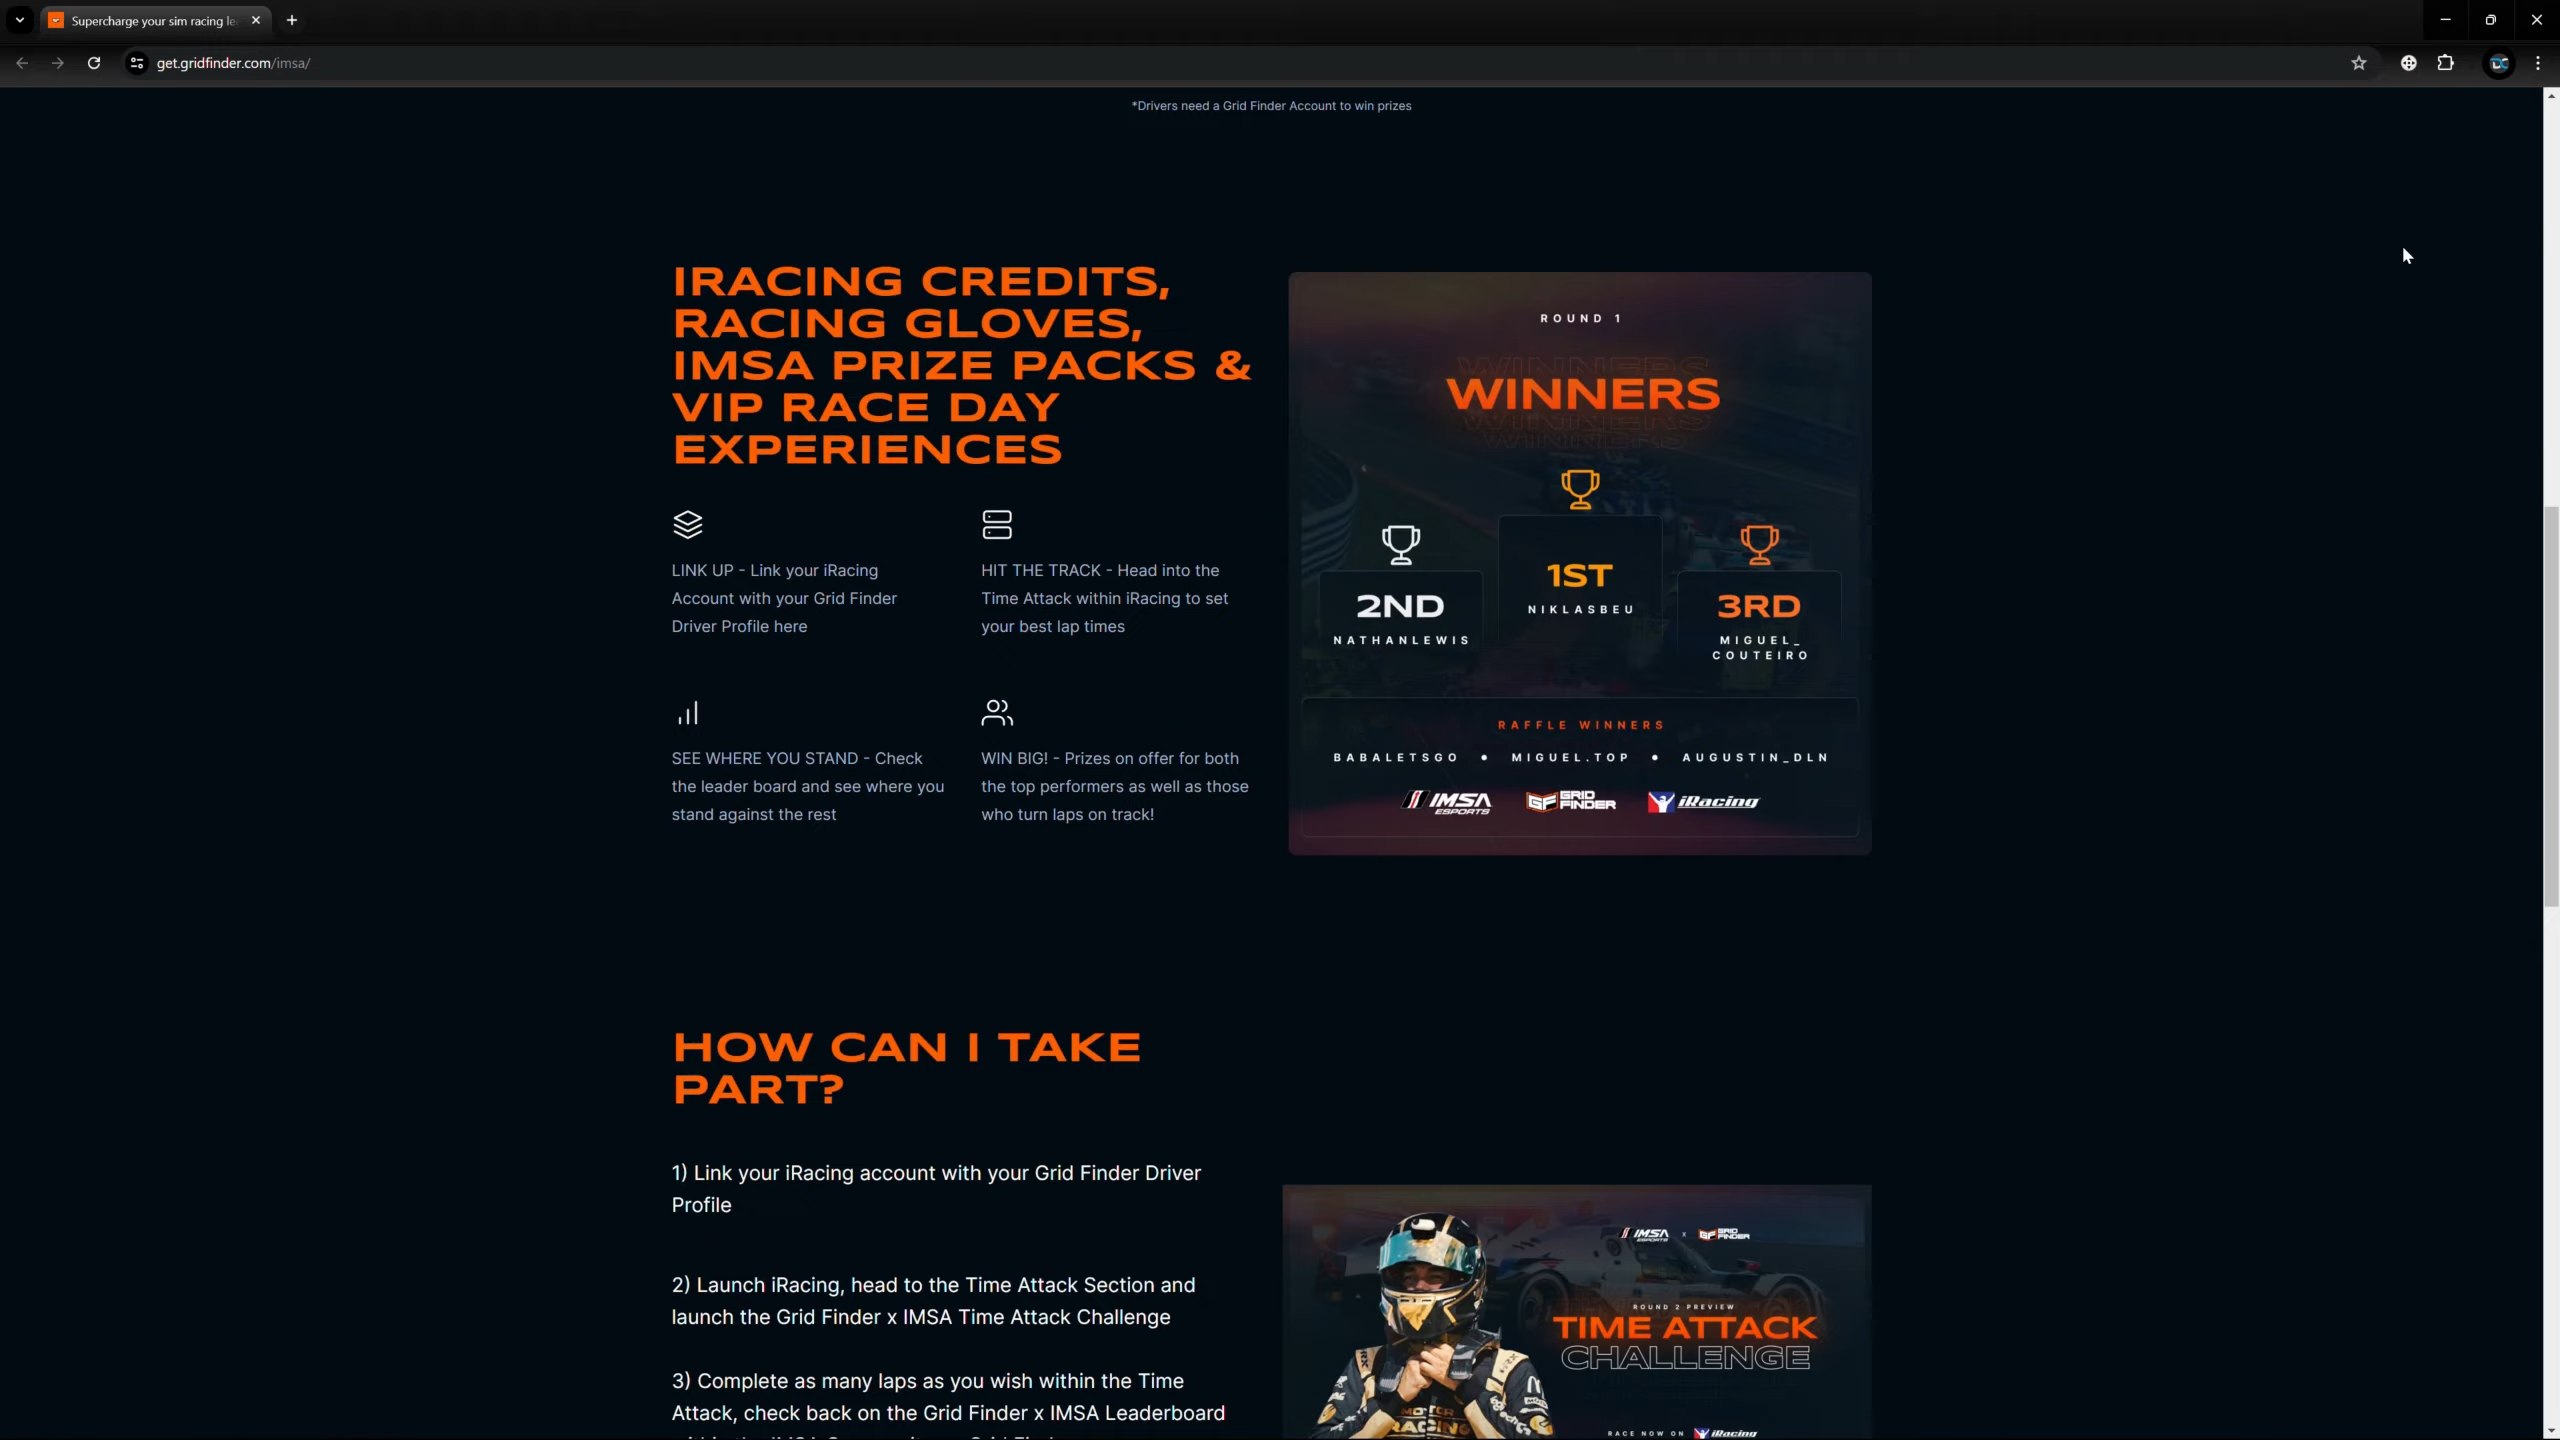 Supercharge your sim racing le
get.gridfinder.com/imsa/
*Drivers need a Grid Finder Account to win prizes
IRACING CREDITS,
RACING GLOVES,
IMSA PRIZE PACKS &
VIP RACE DAY
EXPERIENCES
LINK UP - Link your iRacing
Account with your Grid Finder
Driver Profile here
HIT THE TRACK - Head into the
Time Attack within iRacing to set
your best lap times
SEE WHERE YOU STAND - Check
the leader board and see where you
stand against the rest
WIN BIG! - Prizes on offer for both
the top performers as well as those
who turn laps on track!
ROUND 1
WINNERS
WINNERS
WINNERS
WINNERS
1ST
NIKLASBEU
2ND
NATHANLEWIS
3RD
MIGUEL_
COUTEIRO
RAFFLE WINNERS
BABALETSGO • MIGUEL.TOP • AUGUSTIN_DLN
IMSA ESPORTS
GF GRID FINDER
iRacing
HOW CAN I TAKE
PART?
1) Link your iRacing account with your Grid Finder Driver
Profile
2) Launch iRacing, head to the Time Attack Section and
launch the Grid Finder x IMSA Time Attack Challenge
3) Complete as many laps as you wish within the Time
Attack, check back on the Grid Finder x IMSA Leaderboard
IMSA ESPORTS x GF GRID FINDER
ROUND 2 PREVIEW
TIME ATTACK
CHALLENGE
MOTOR
RACING
RACE NOW ON iRacing